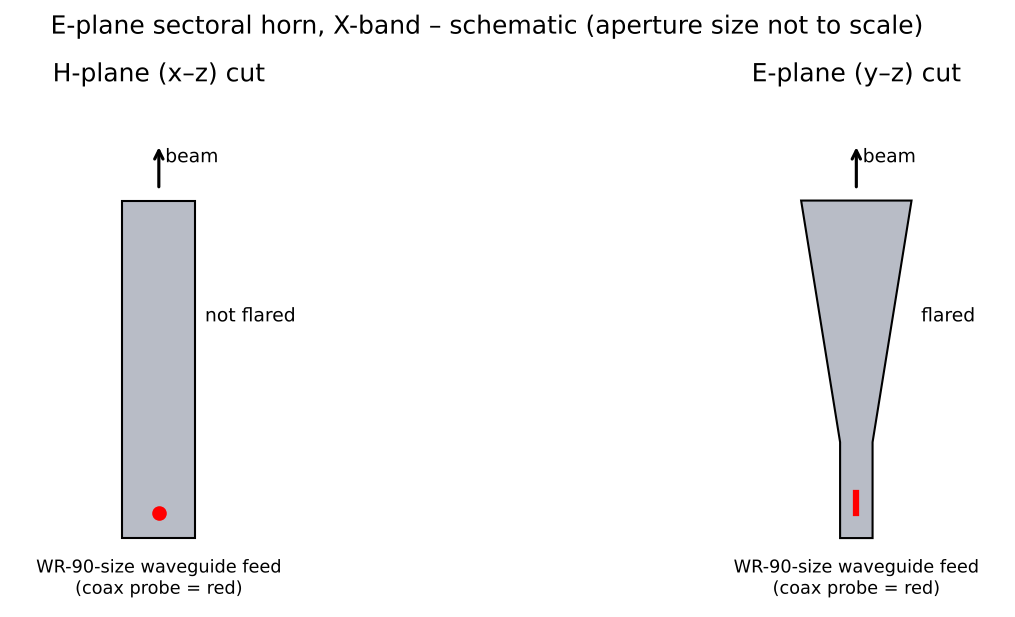 E-plane sectoral horn, X-band – schematic (aperture size not to scale)
H-plane (x–z) cut
E-plane (y–z) cut
beam
beam
not flared
flared
WR-90-size waveguide feed
(coax probe = red)
WR-90-size waveguide feed
(coax probe = red)